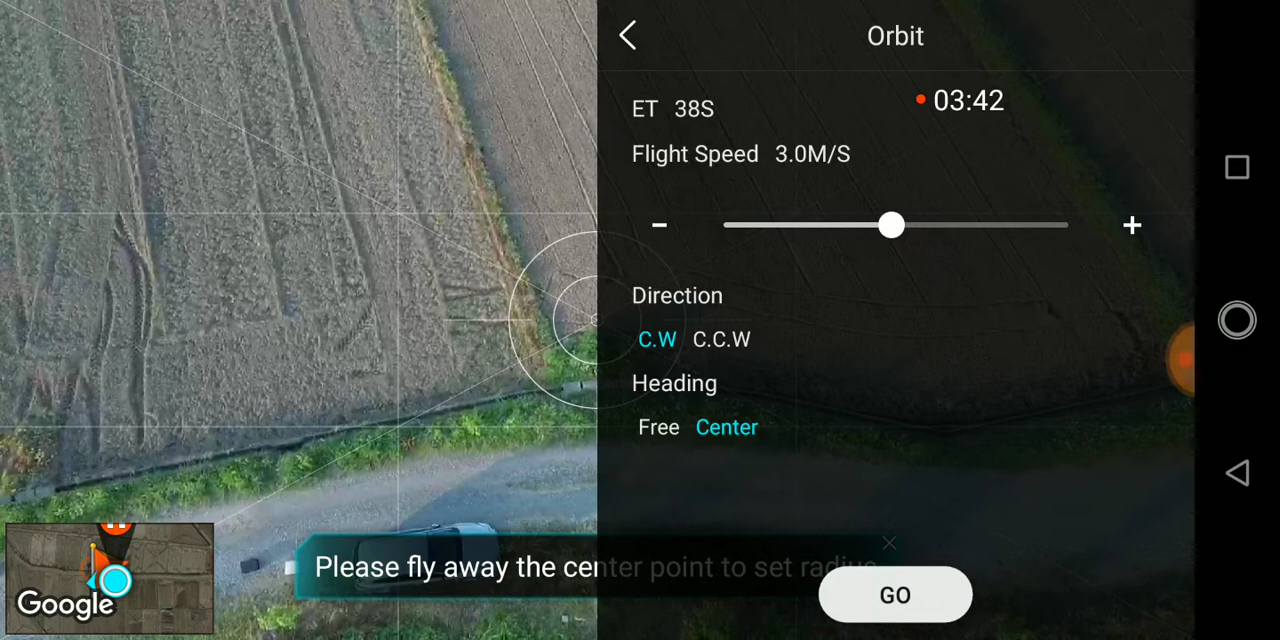 Orbit
ET 38S
03:42
Flight Speed 3.0M/S
Direction
C.W C.C.W
Heading
Free Center
Please fly away the center point to set radius
GO
Google